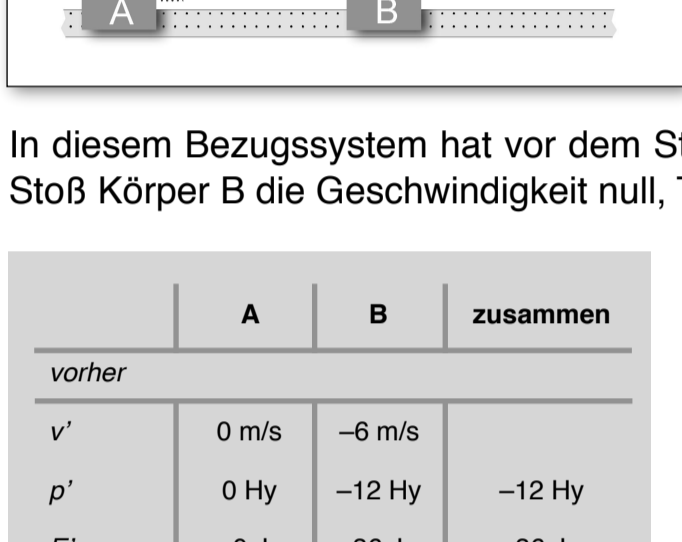 A B
In diesem Bezugssystem hat vor dem
Stoß Körper B die Geschwindigkeit null,
A B zusammen
vorher
v’ 0 m/s –6 m/s
p’ 0 Hy –12 Hy –12 Hy